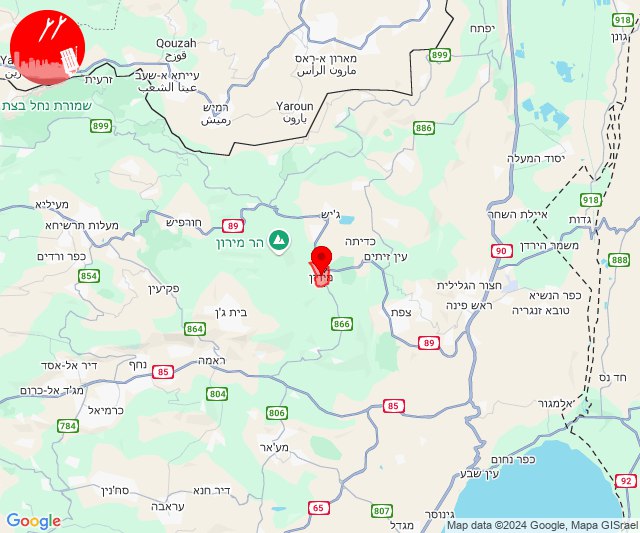 918
גונן
יפתח
Qouzah
قوزح
899
מארון א-ראס
مارون الراس
עייתא א-שעב
عيتا الشعب
זרעית
שמורת נחל בצת
899
רמיש
رميش
Yaroun
يارون
886
יסוד המעלה
918
מעיליא
חורפיש
89
ג'יש
איילת השחר
גדות
מעלות תרשיחא
הר מירון
כדיתה
90
משמר הירדן
כפר ורדים
עין זיתים
888
854
מירון
פקיעין
חצור הגלילית
כפר הנשיא
ראש פינה
טובא זנגריה
בית ג'ן
צפת
866
864
89
ראמה
נחף
דיר אל-אסד
85
חד נס
מג'ד אל-כרום
804
אלמגור
85
כרמיאל
806
784
מע'אר
כפר נחום
עין שבע
92
סח'נין
דיר חנא
עראבה
65
807
גינוסר
מגדל
Google
Map data ©2024 Google, Mapa GISrael